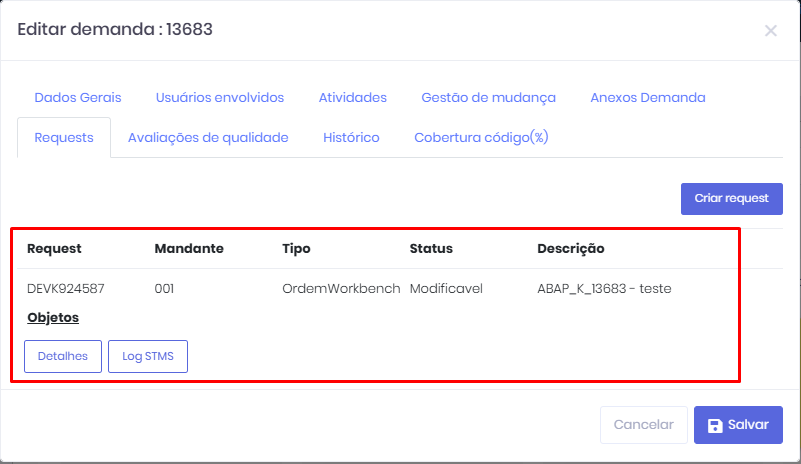 Editar demanda : 13683
×
Dados Gerais Usuários envolvidos Atividades Gestão de mudança Anexos Demanda
Requests Avaliações de qualidade Histórico Cobertura código(%)
Criar request
Request Mandante Tipo Status Descrição
DEVK924587 001 OrdemWorkbench Modificavel ABAP_K_13683 - teste
Objetos
Detalhes Log STMS
Cancelar Salvar